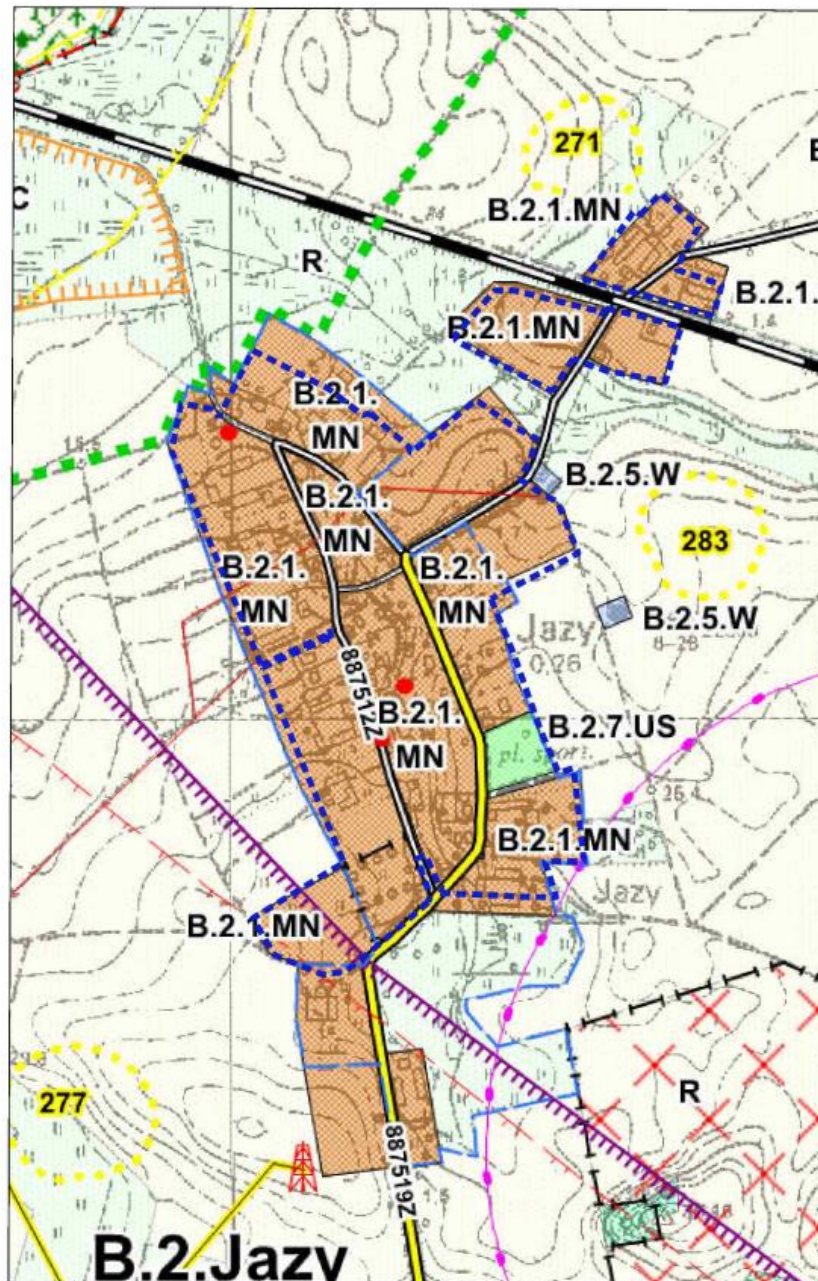 271
B.2.1.MN
C
R
B.2.1.MN
B.2.1.
B.2.1.
MN
B.2.5.W
B.2.1.
MN
283
B.2.1.
MN
B.2.1.
MN
Jazy
0.26
B.2.5.W
887512Z
B.2.1.
MN
B.2.7.US
pl. sport.
B.2.1.MN
Jazy
B.2.1.MN
277
R
887519Z
B.2.Jazy